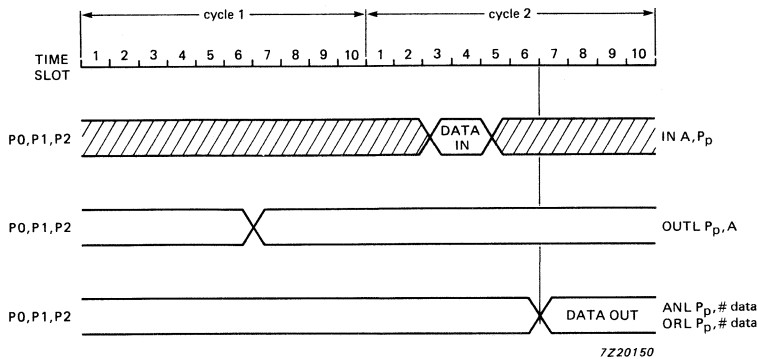 cycle 1 cycle 2
TIME SLOT 1 2 3 4 5 6 7 8 9 10 1 2 3 4 5 6 7 8 9 10
P0,P1,P2 DATA IN IN A,Pp
P0,P1,P2 OUTL Pp,A
P0,P1,P2 DATA OUT ANL Pp,# data
ORL Pp,# data
7Z20150